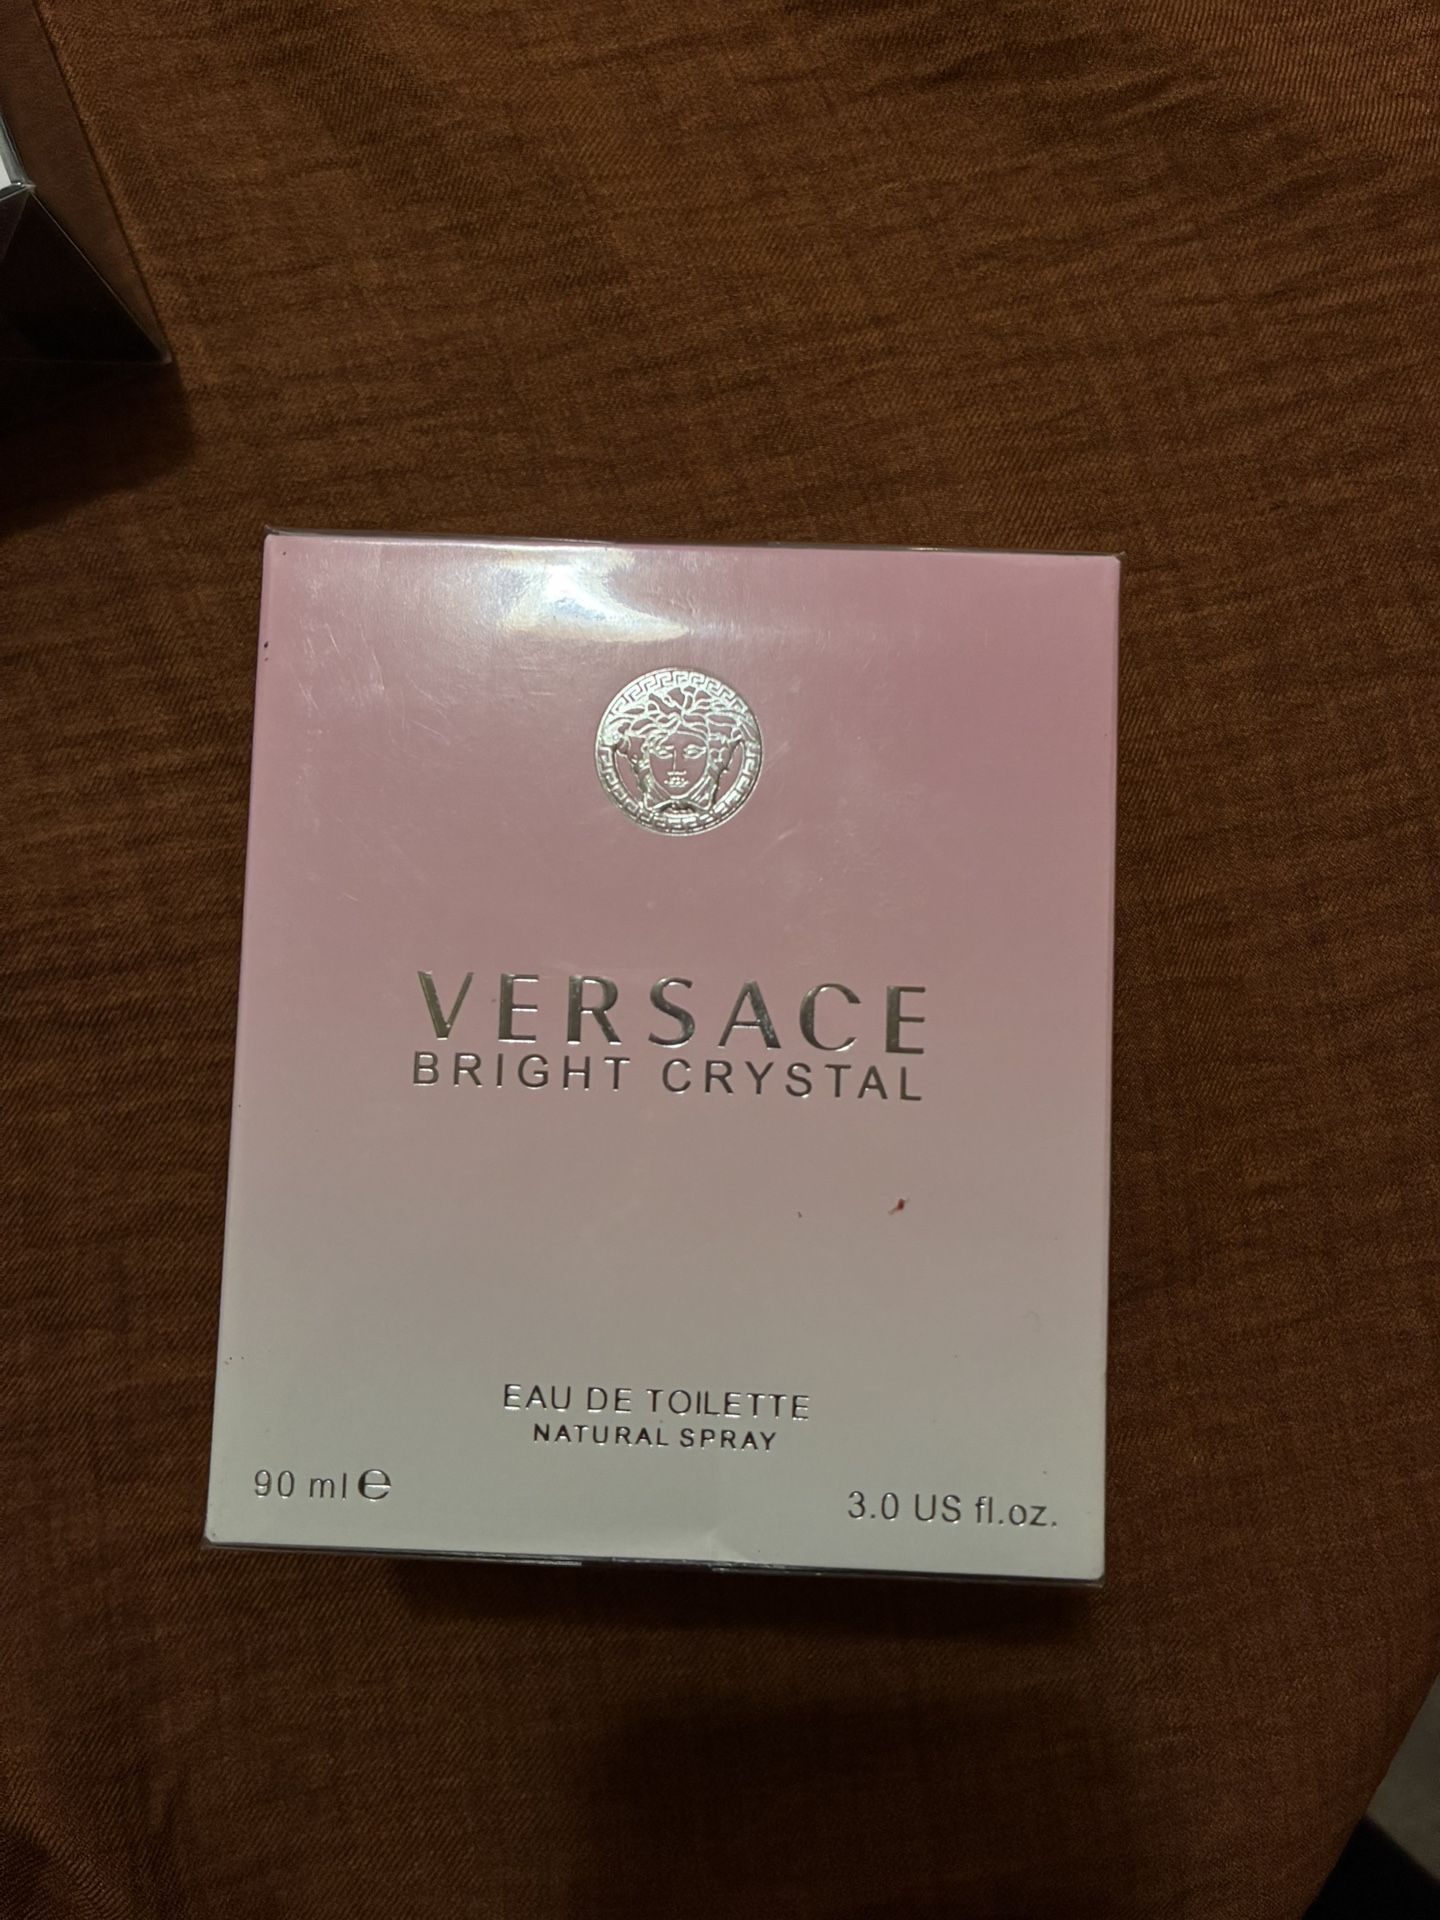 VERSACE
BRIGHT CRYSTAL
EAU DE TOILETTE
NATURAL SPRAY
90 ml e
3.0 US fl.oz.